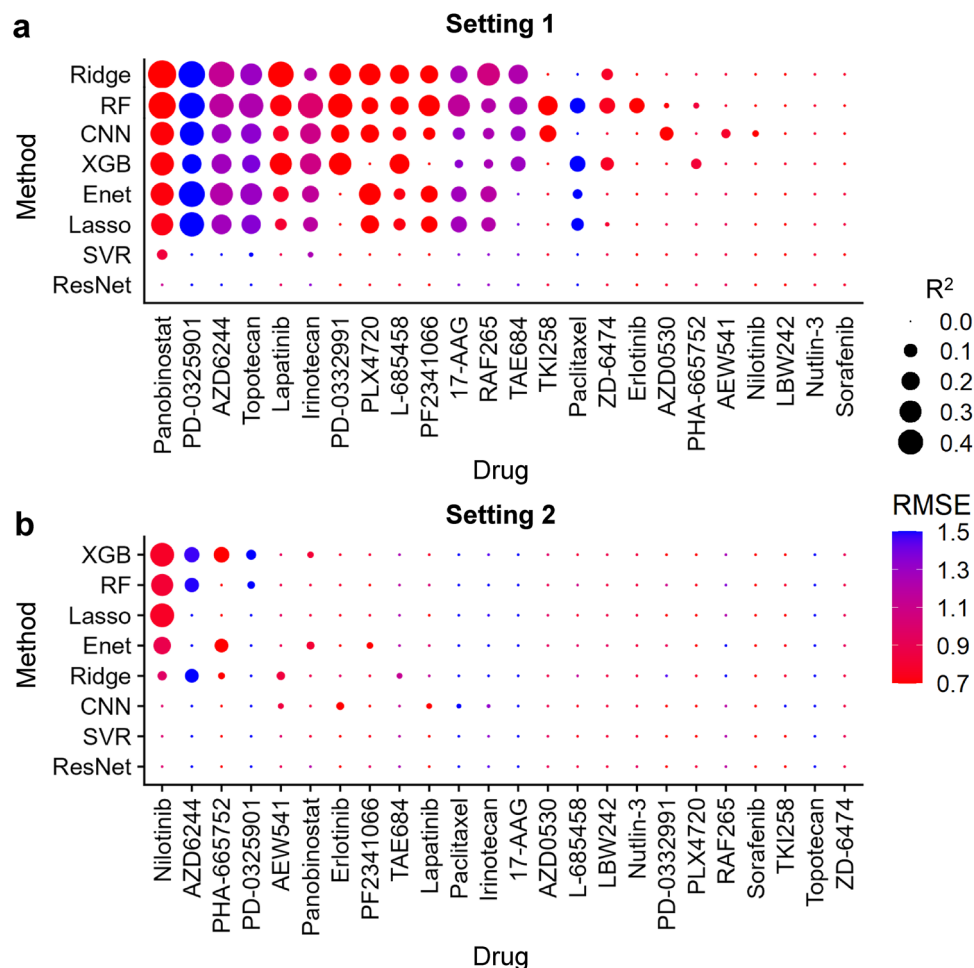 a
Setting 1
Method
Ridge
RF
CNN
XGB
Enet
Lasso
SVR
ResNet
Panobinostat
PD-0325901
AZD6244
Topotecan
Lapatinib
Irinotecan
PD-0332991
PLX4720
L-685458
PF2341066
17-AAG
RAF265
TAE684
TKI258
Paclitaxel
ZD-6474
Erlotinib
AZD0530
PHA-665752
AEW541
Nilotinib
LBW242
Nutlin-3
Sorafenib
Drug
R²
0.0
0.1
0.2
0.3
0.4
RMSE
1.5
1.3
1.1
0.9
0.7
b
Setting 2
Method
XGB
RF
Lasso
Enet
Ridge
CNN
SVR
ResNet
Nilotinib
AZD6244
PHA-665752
PD-0325901
AEW541
Panobinostat
Erlotinib
PF2341066
TAE684
Lapatinib
Paclitaxel
Irinotecan
17-AAG
AZD0530
L-685458
LBW242
Nutlin-3
PD-0332991
PLX4720
RAF265
Sorafenib
TKI258
Topotecan
ZD-6474
Drug